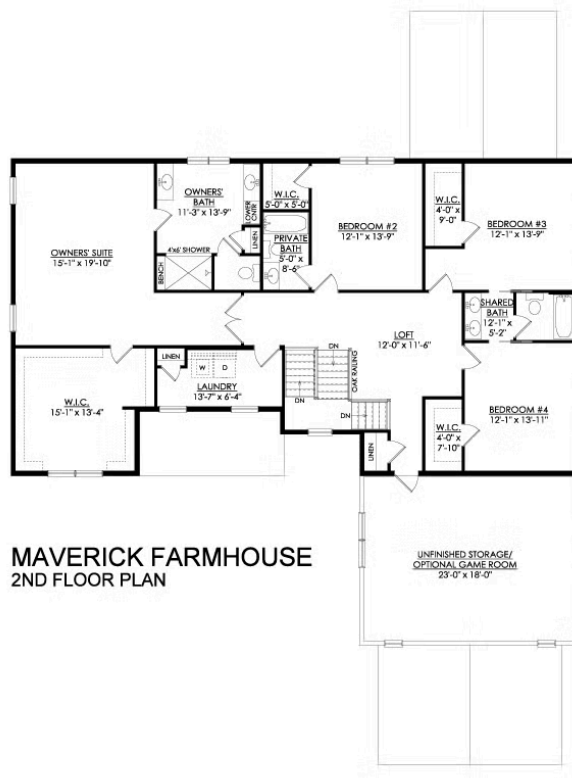 OWNERS'
BATH
11'-3" x 13'-9"
LOWER
CNTR
LINEN
4'x6' SHOWER
BENCH
OWNERS' SUITE
15'-1" x 19'-10"
W.I.C.
5'-0" x 5'-0"
PRIVATE
BATH
5'-0" x
8'-6"
BEDROOM #2
12'-1" x 13'-9"
W.I.C.
4'-0" x
9'-0"
BEDROOM #3
12'-1" x 13'-9"
SHARED
BATH
12'-1" x
5'-2"
LOFT
12'-0" x 11'-6"
DN
OAK RAILING
DN
DN
LINEN
W
D
LAUNDRY
13'-7" x 6'-4"
W.I.C.
15'-1" x 13'-4"
W.I.C.
4'-0" x
7'-10"
BEDROOM #4
12'-1" x 13'-11"
LINEN
UNFINISHED STORAGE/
OPTIONAL GAME ROOM
23'-0" x 18'-0"
MAVERICK FARMHOUSE
2ND FLOOR PLAN